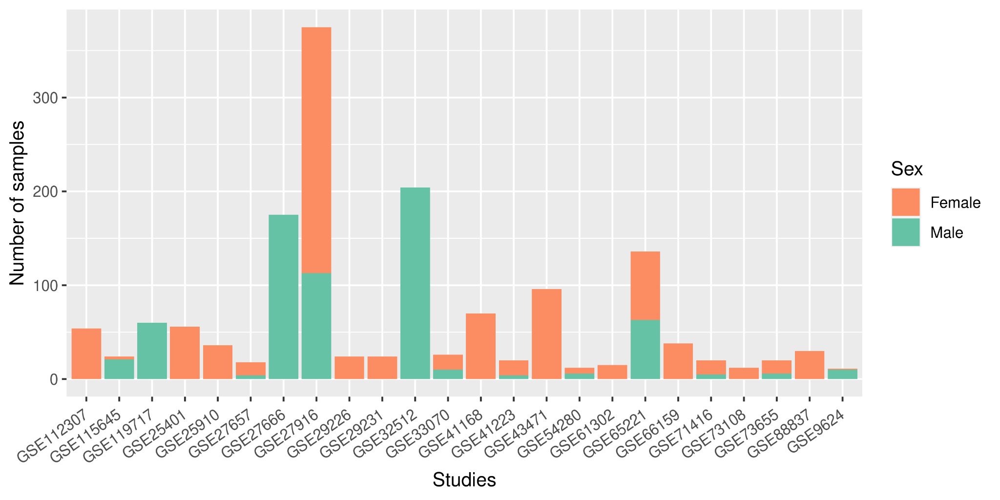 Number of samples
300
200
100
0
GSE112307
GSE115645
GSE119717
GSE25401
GSE25910
GSE27657
GSE27666
GSE27916
GSE29226
GSE29231
GSE32512
GSE33070
GSE41168
GSE41223
GSE43471
GSE54280
GSE61302
GSE65221
GSE66159
GSE71416
GSE73108
GSE73655
GSE88837
GSE9624
Studies
Sex
Female
Male